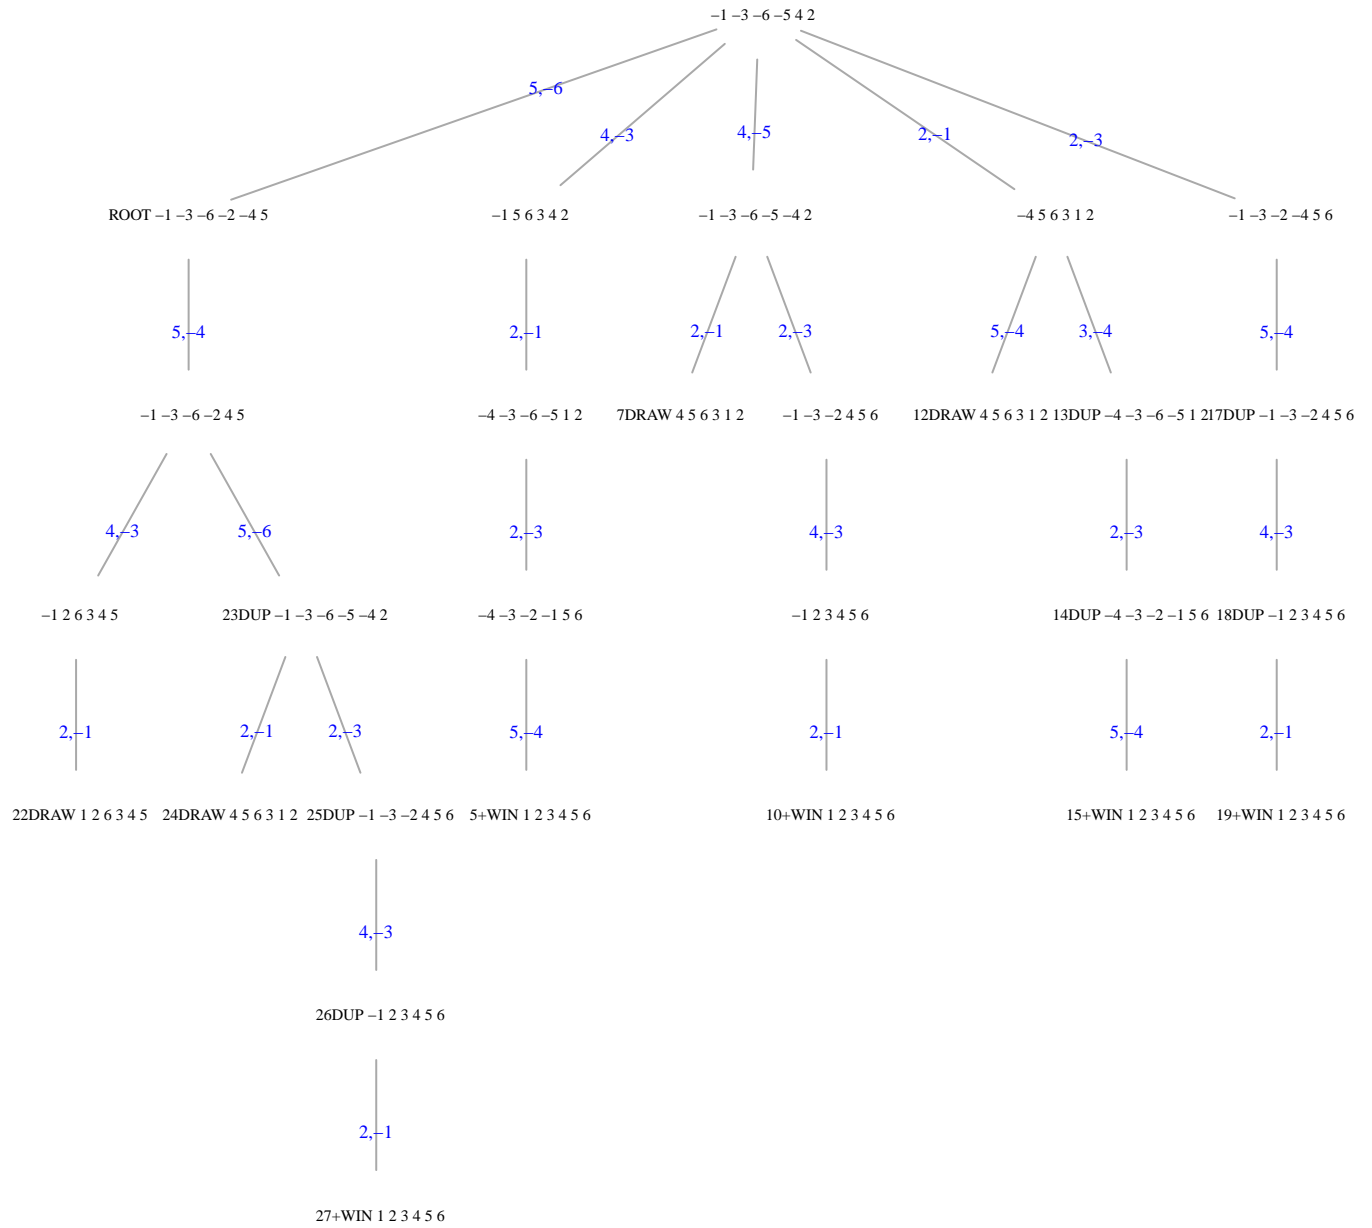 –1 –3 –6 –5 4 2
5,–6
4,–3
4,–5
2,–1
2,–3
ROOT –1 –3 –6 –2 –4 5
–1 5 6 3 4 2
–1 –3 –6 –5 –4 2
–4 5 6 3 1 2
–1 –3 –2 –4 5 6
5,–4
2,–1
2,–1
2,–3
5,–4
3,–4
5,–4
–1 –3 –6 –2 4 5
–4 –3 –6 –5 1 2
7DRAW 4 5 6 3 1 2
–1 –3 –2 4 5 6
12DRAW 4 5 6 3 1 2
13DUP –4 –3 –6 –5 1 2
17DUP –1 –3 –2 4 5 6
4,–3
5,–6
2,–3
4,–3
2,–3
4,–3
–1 2 6 3 4 5
23DUP –1 –3 –6 –5 –4 2
–4 –3 –2 –1 5 6
–1 2 3 4 5 6
14DUP –4 –3 –2 –1 5 6
18DUP –1 2 3 4 5 6
2,–1
2,–1
2,–3
5,–4
2,–1
5,–4
2,–1
22DRAW 1 2 6 3 4 5
24DRAW 4 5 6 3 1 2
25DUP –1 –3 –2 4 5 6
5+WIN 1 2 3 4 5 6
10+WIN 1 2 3 4 5 6
15+WIN 1 2 3 4 5 6
19+WIN 1 2 3 4 5 6
4,–3
26DUP –1 2 3 4 5 6
2,–1
27+WIN 1 2 3 4 5 6